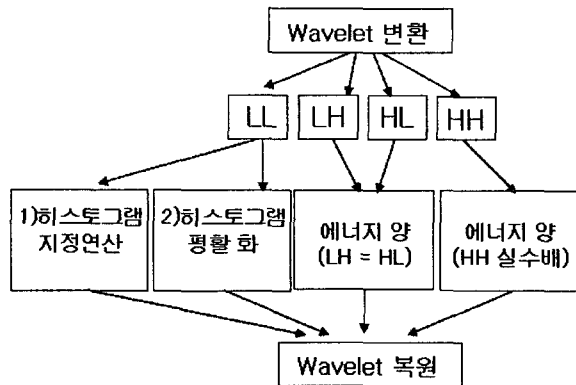 Wavelet 변환
LL LH HL HH
1)히스토그램
지정연산
2)히스토그램
평활 화
에너지 양
(LH = HL)
에너지 양
(HH 실수배)
Wavelet 복원